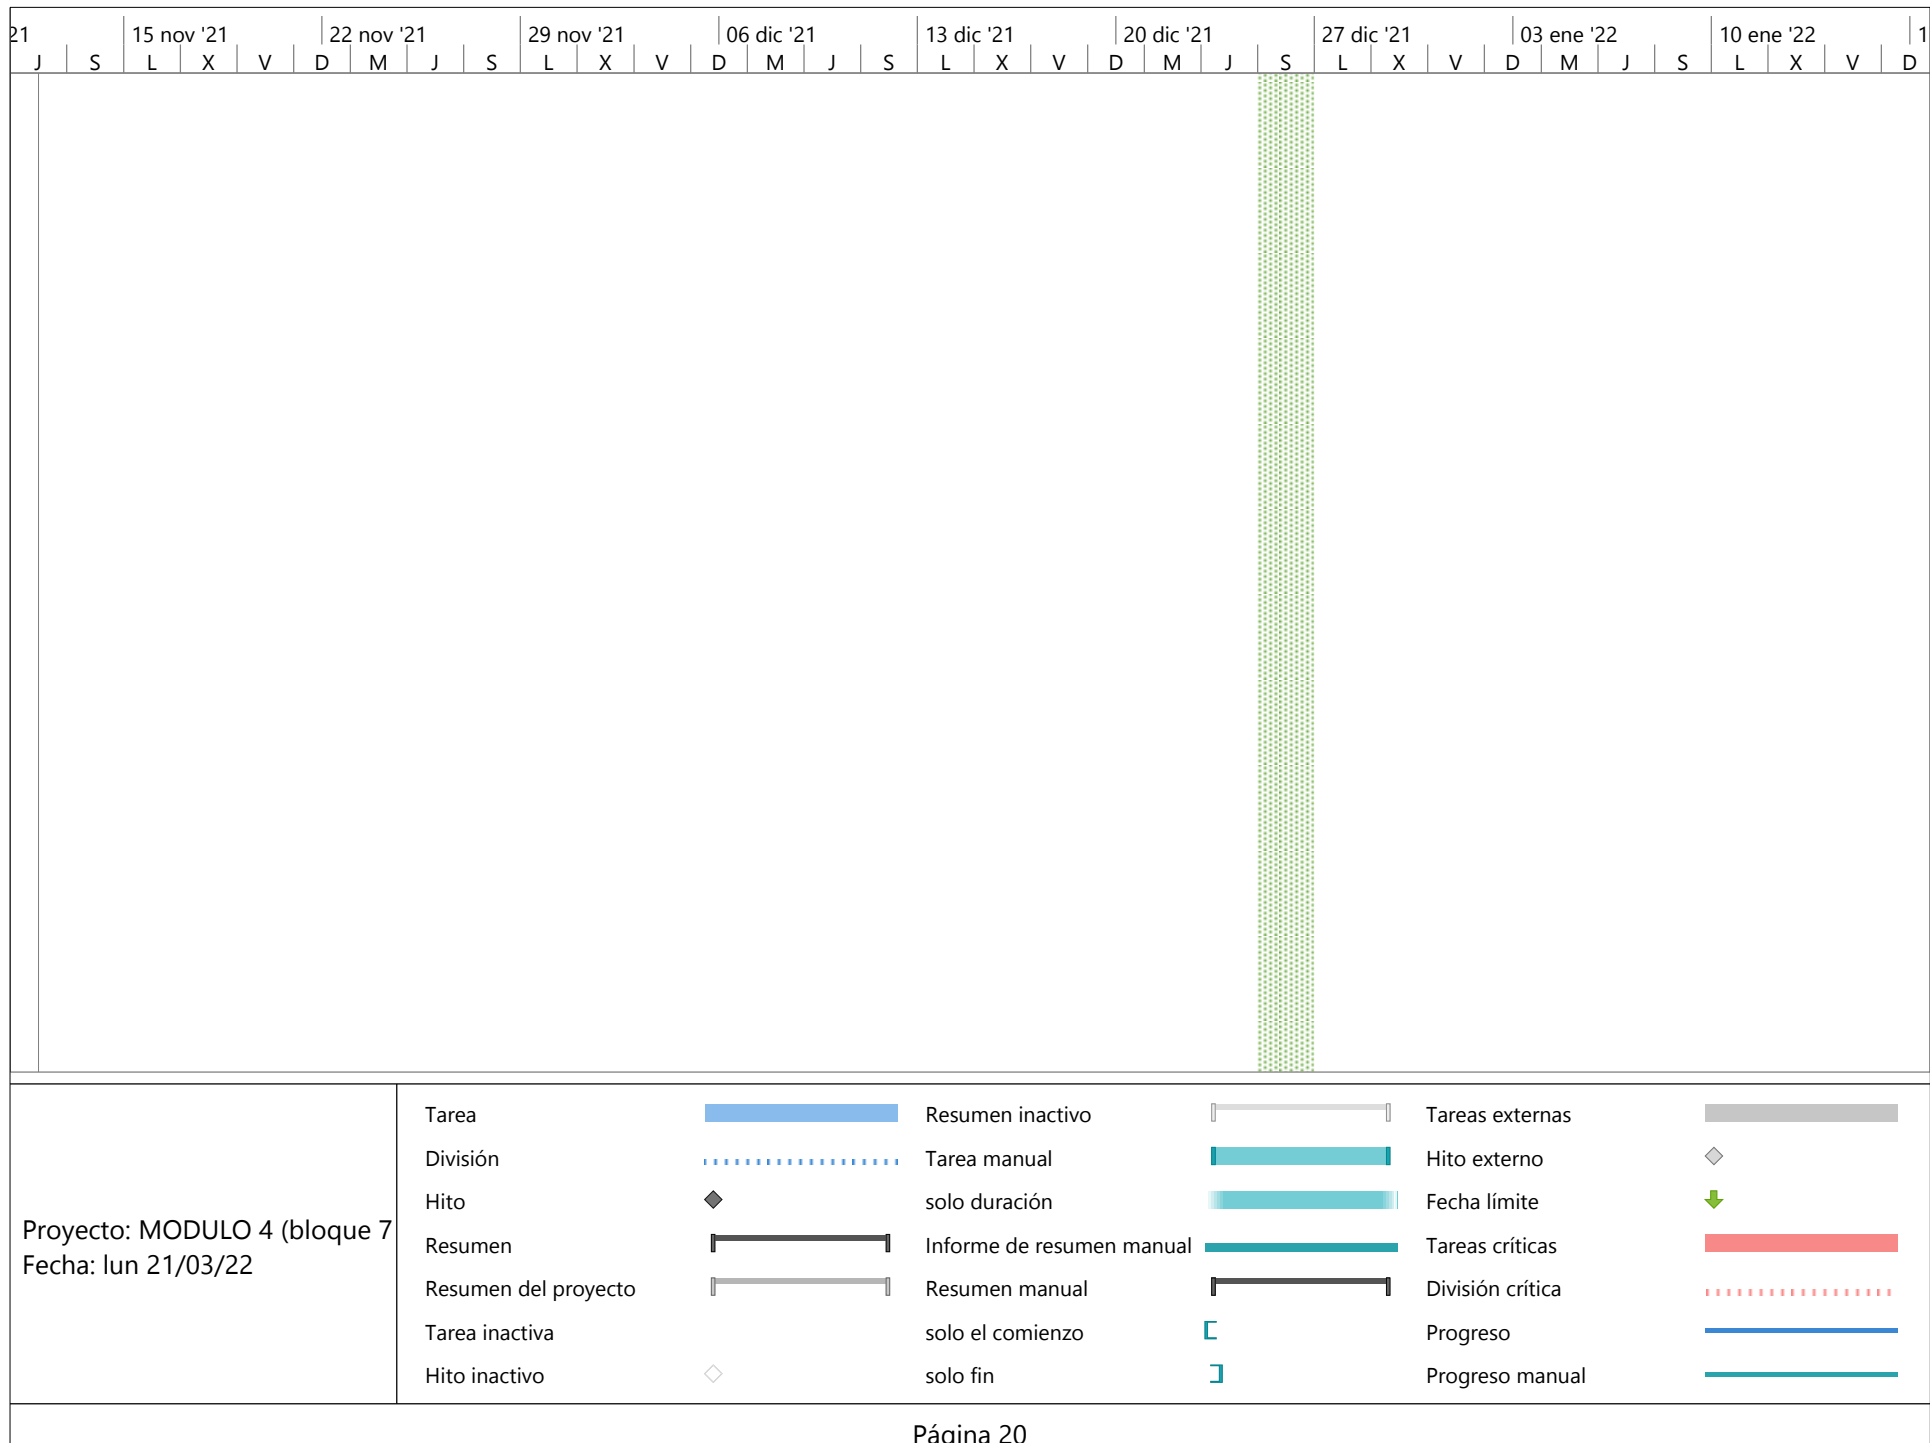 21 15 nov '21 22 nov '21 29 nov '21 06 dic '21 13 dic '21 20 dic '21 27 dic '21 03 ene '22 10 ene '22 1
J S L X V D M J S L X V D M J S L X V D M J S L X V D M J S L X V D
Proyecto: MODULO 4 (bloque 7
Fecha: lun 21/03/22
Tarea
División
Hito
Resumen
Resumen del proyecto
Tarea inactiva
Hito inactivo
Resumen inactivo
Tarea manual
solo duración
Informe de resumen manual
Resumen manual
solo el comienzo
solo fin
Tareas externas
Hito externo
Fecha límite
Tareas críticas
División crítica
Progreso
Progreso manual
Página 20